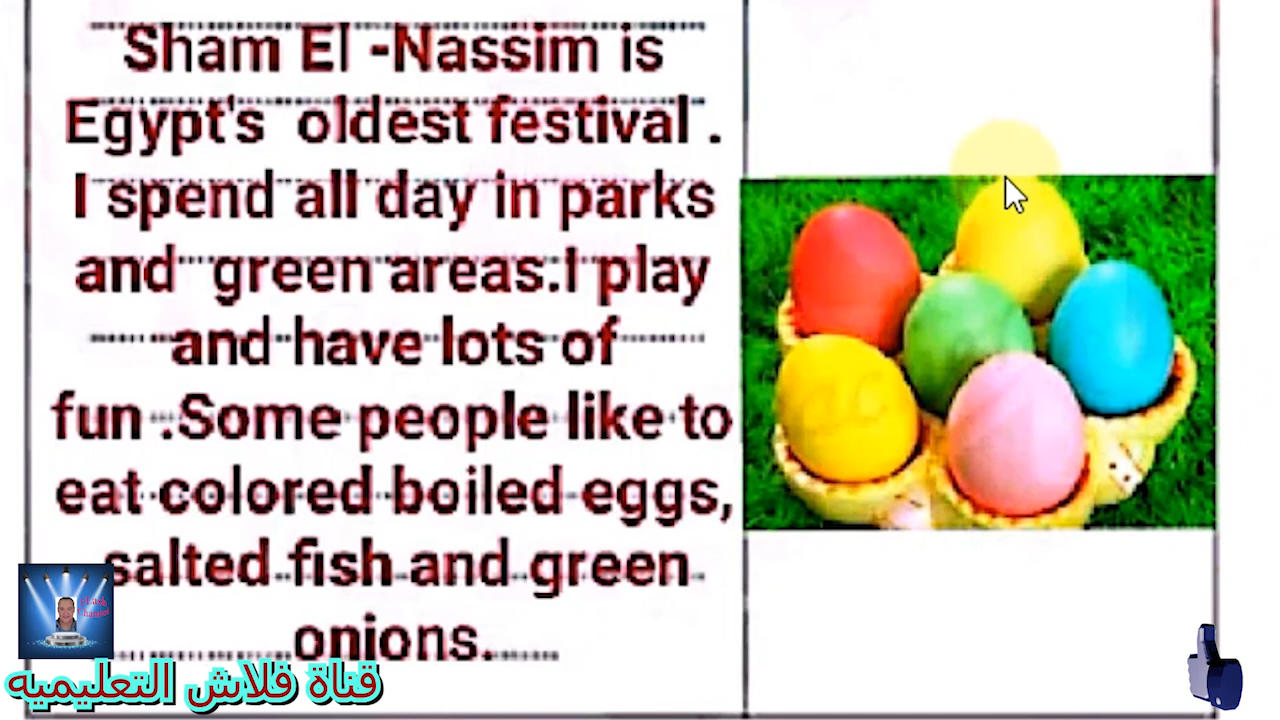 Sham El -Nassim is
Egypt's oldest festival .
I spend all day in parks
and green areas.I play
and have lots of
fun .Some people like to
eat colored boiled eggs,
salted fish and green
onions.
قناة فلاش التعليميه